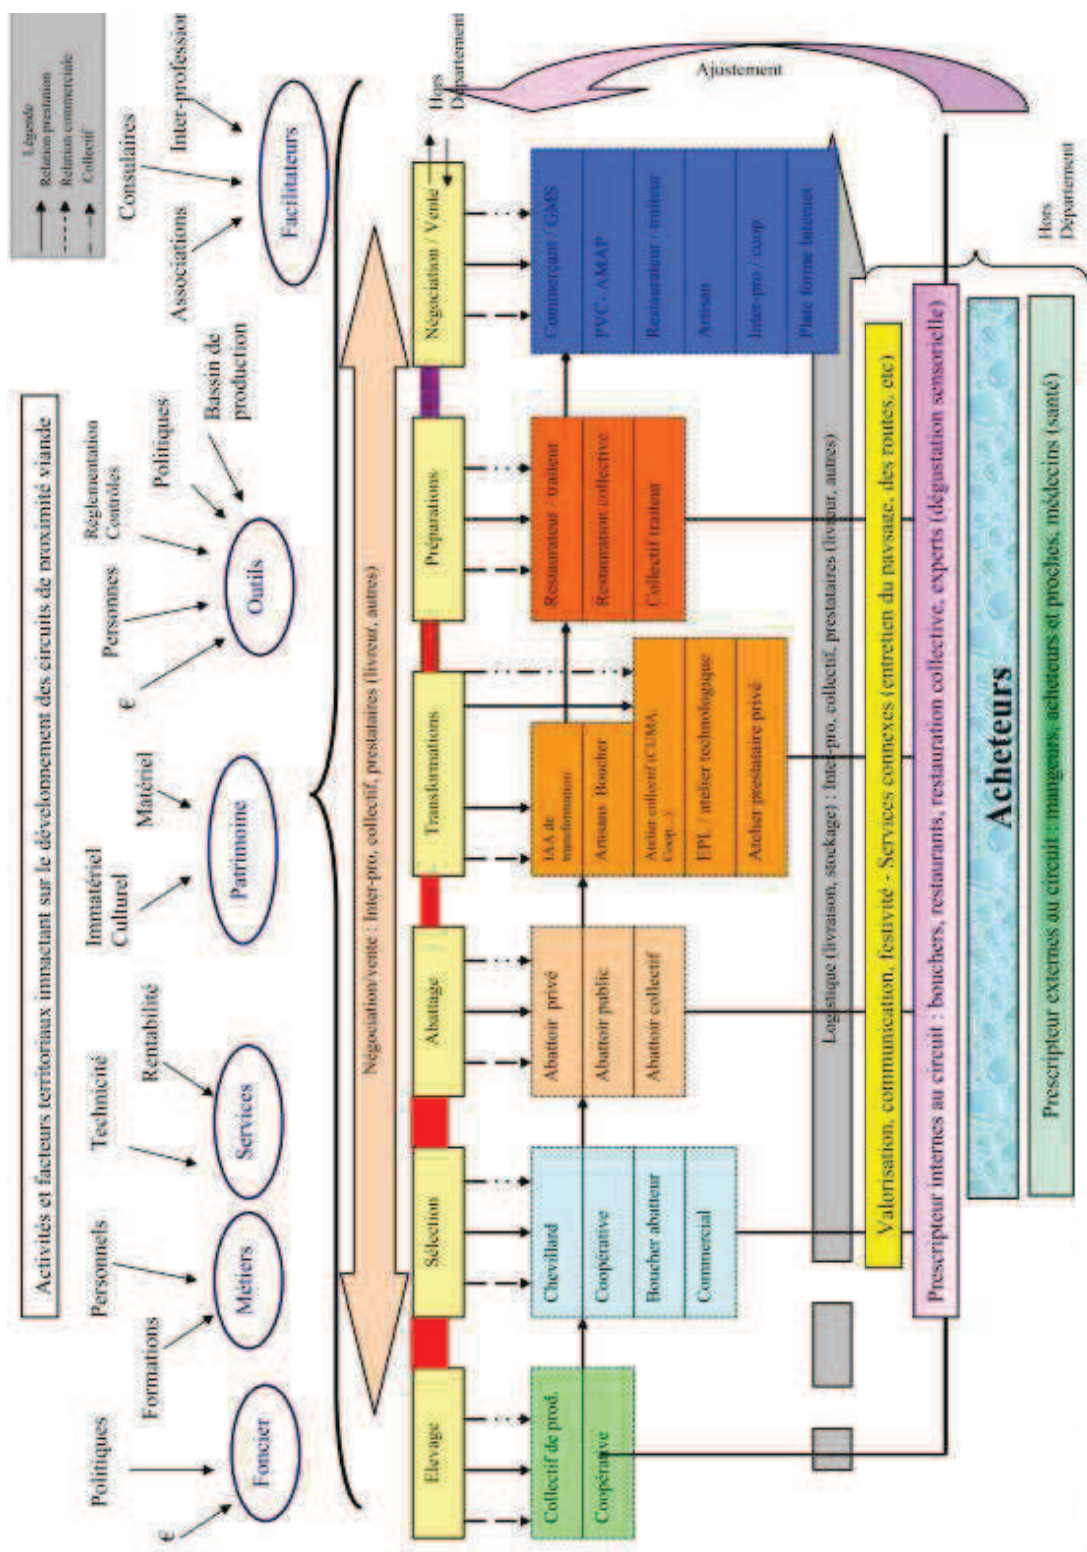 Activités et facteurs territoriaux impactant sur le développement des circuits de proximité viande
Légende
Relation prestation
Relation commerciale
Collectif
€
Politiques
Foncier
Formations
Personnels
Métiers
Technicité
Rentabilité
Services
Immatériel
Culturel
Matériel
Patrimoine
€
Personnes
Réglementation
Contrôles
Politiques
Bassin de
production
Outils
Associations
Consulaires
Inter-profession
Facilitateurs
Négociation/vente : Inter-pro, collectif, prestataires (livreur, autres)
Elevage
Sélection
Abattage
Transformations
Préparations
Négociation / Vente
Hors
Département
Collectif de prod.
Coopérative
Chevillard
Coopérative
Boucher abatteur
Commercial
Abattoir privé
Abattoir public
Abattoir collectif
IAA de
transformation
Artisans Boucher
Atelier collectif (CUMA,
Coop...)
EPL / atelier technologique
Atelier prestataire privé
Restaurateur / traiteur
Restauration collective
Collectif traiteur
Commerçant / GMS
PVC- AMAP
Restaurateur / traiteur
Artisan
Inter-pro / coop
Plate forme Internet
Ajustement
Logistique (livraison, stockage) : Inter-pro, collectif, prestataires (livreur, autres)
Valorisation, communication, festivité - Services connexes (entretien du paysage, des routes, etc)
Prescripteur internes au circuit : bouchers, restaurants, restauration collective, experts (dégustation sensorielle)
Acheteurs
Prescripteur externes au circuit : mangeurs, acheteurs et proches, médecins (santé)
Hors
Département